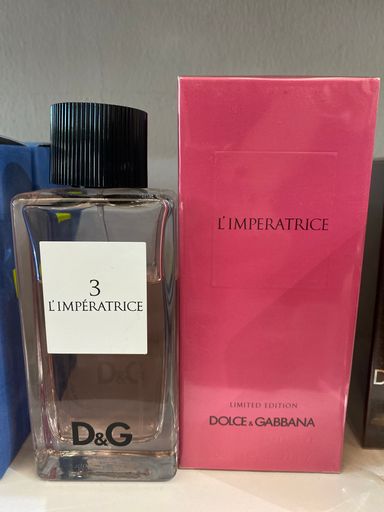 3
L'IMPÉRATRICE
D&G
D&G
L'IMPERATRICE
LIMITED EDITION
DOLCE & GABBANA